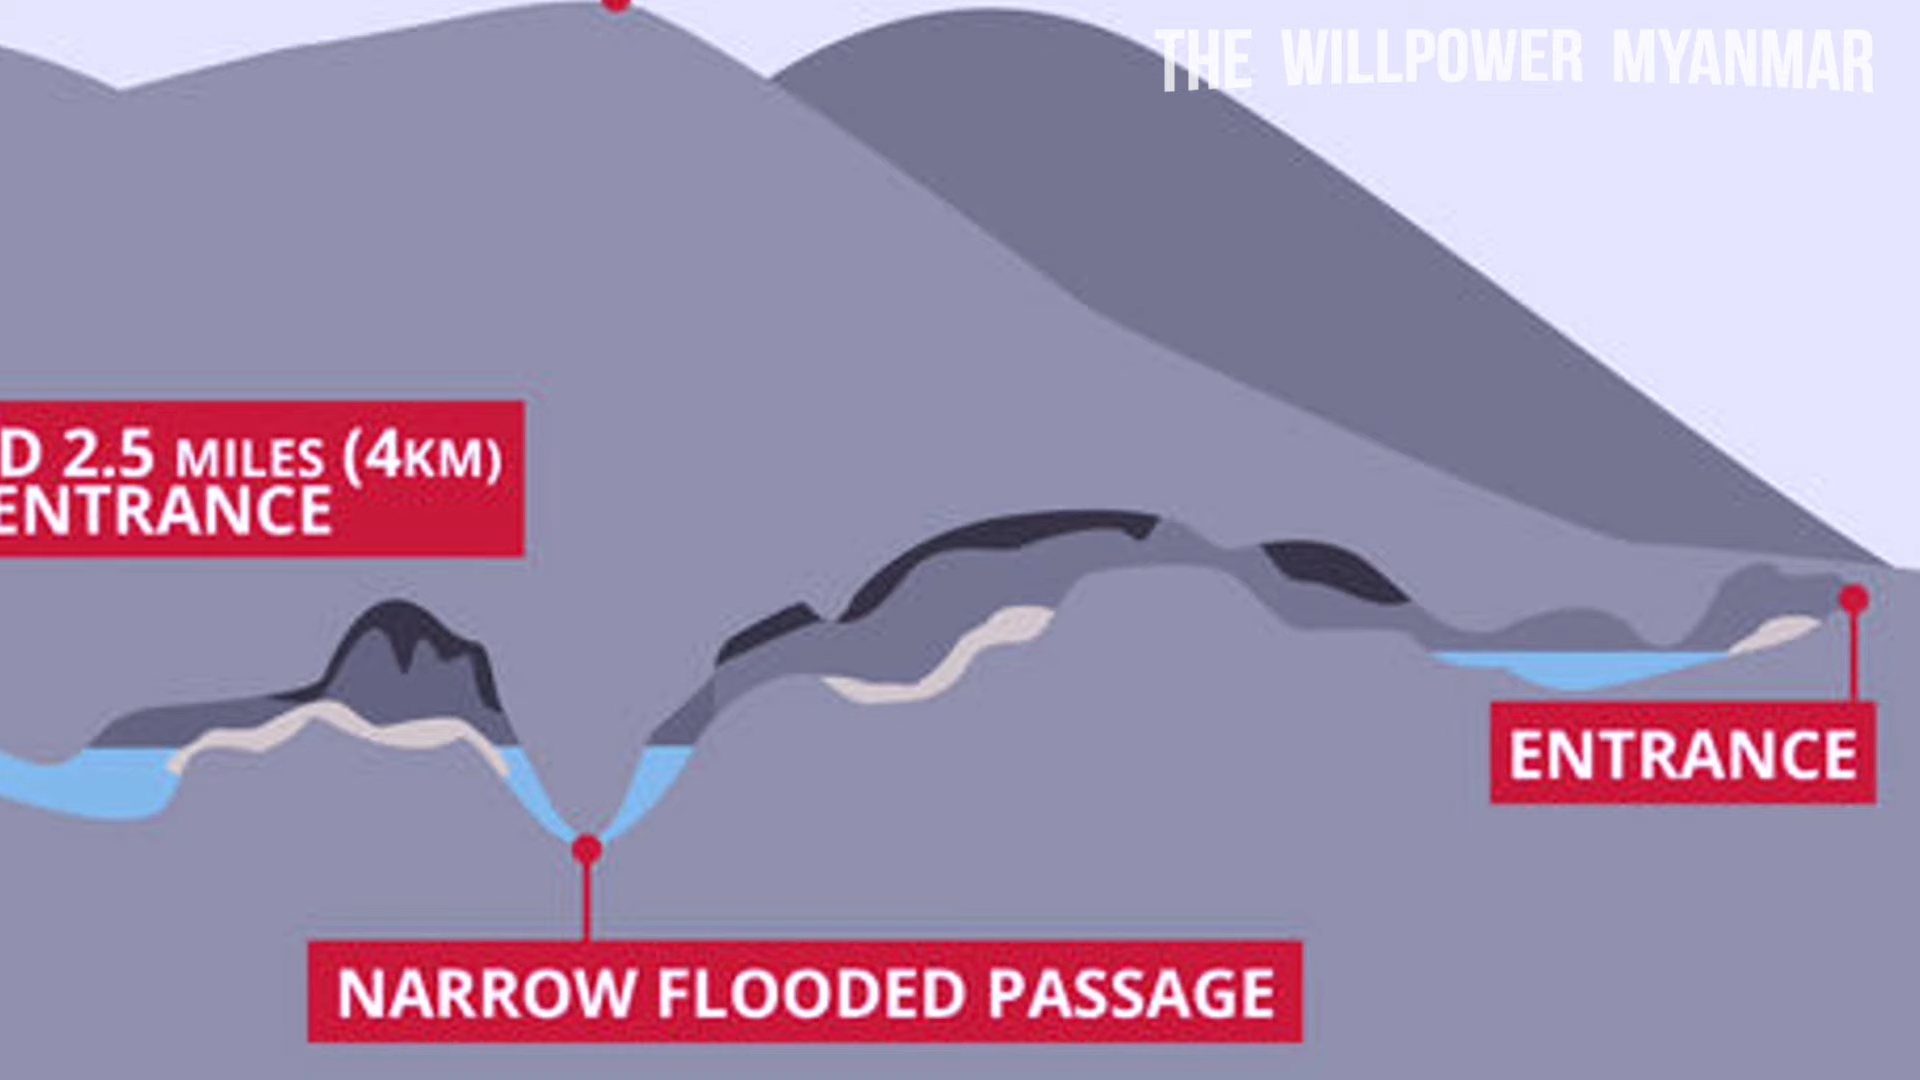 THE WILLPOWER MYANMAR
D 2.5 MILES (4KM)
ENTRANCE
ENTRANCE
NARROW FLOODED PASSAGE